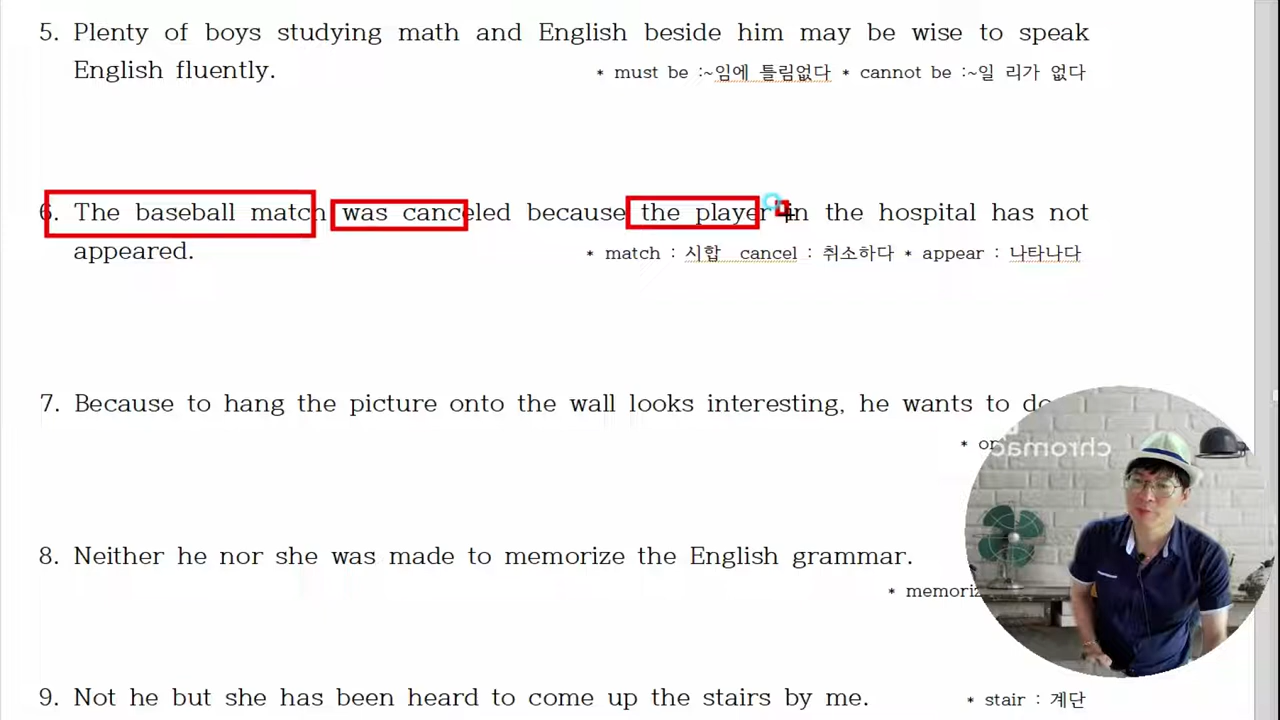 5. Plenty of boys studying math and English beside him may be wise to speak
English fluently. * must be :~임에 틀림없다 * cannot be :~일 리가 없다
6. The baseball match was canceled because the player in the hospital has not
appeared. * match : 시합 cancel : 취소하다 * appear : 나타나다
7. Because to hang the picture onto the wall looks interesting, he wants to do
*
chromac
8. Neither he nor she was made to memorize the English grammar.
*
9. Not he but she has been heard to come up the stairs by me. * stair : 계단